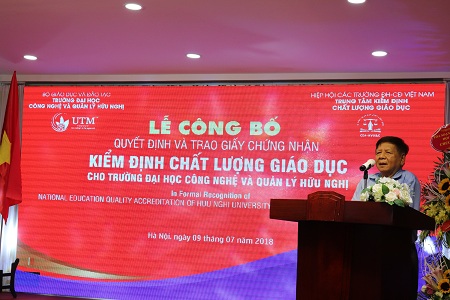 BỘ GIÁO DỤC VÀ ĐÀO TẠO
TRƯỜNG ĐẠI HỌC
CÔNG NGHỆ VÀ QUẢN LÝ HỮU NGHỊ
UTM
HIỆP HỘI CÁC TRƯỜNG ĐH-CĐ VIỆT NAM
TRUNG TÂM KIỂM ĐỊNH
CHẤT LƯỢNG GIÁO DỤC
LỄ CÔNG BỐ
QUYẾT ĐỊNH VÀ TRAO GIẤY CHỨNG NHẬN
KIỂM ĐỊNH CHẤT LƯỢNG GIÁO DỤC
CHO TRƯỜNG ĐẠI HỌC CÔNG NGHỆ VÀ QUẢN LÝ HỮU NGHỊ
In Formal Recognition of
NATIONAL EDUCATION QUALITY ACCREDITATION OF HUU NGHI UNIVERSITY
Hà Nội, ngày 09 tháng 07 năm 2018